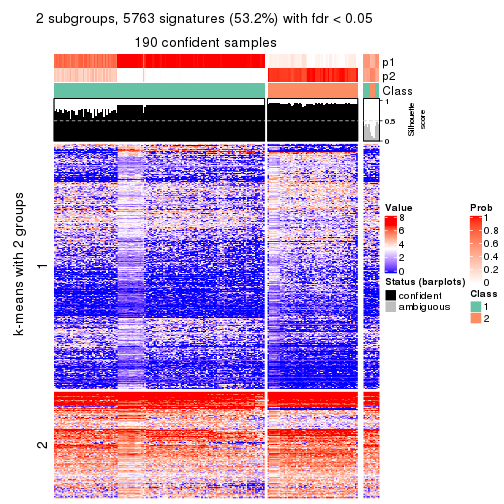 2 subgroups, 5763 signatures (53.2%) with fdr < 0.05
190 confident samples
p1
p2
Class
1
0.5
0
Silhouette
score
k-means with 2 groups
1
2
Value
8
6
4
2
0
Status (barplots)
confident
ambiguous
Prob
1
0.8
0.6
0.4
0.2
0
Class
1
2